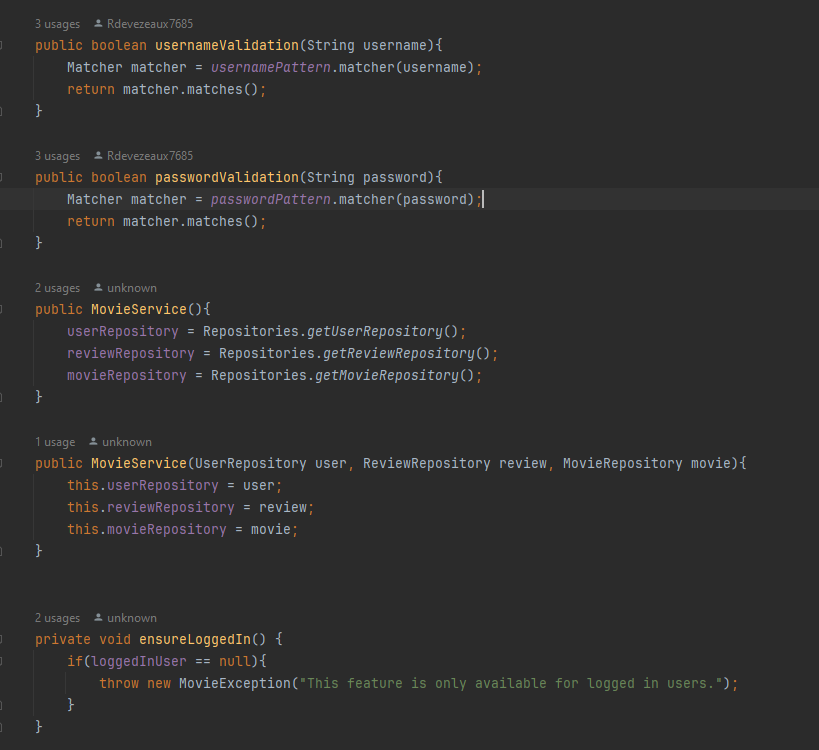 3 usages Rdevezeaux7685
public boolean usernameValidation(String username){
Matcher matcher = usernamePattern.matcher(username);
return matcher.matches();
}
3 usages Rdevezeaux7685
public boolean passwordValidation(String password){
Matcher matcher = passwordPattern.matcher(password);
return matcher.matches();
}
2 usages unknown
public MovieService(){
userRepository = Repositories.getUserRepository();
reviewRepository = Repositories.getReviewRepository();
movieRepository = Repositories.getMovieRepository();
}
1 usage unknown
public MovieService(UserRepository user, ReviewRepository review, MovieRepository movie){
this.userRepository = user;
this.reviewRepository = review;
this.movieRepository = movie;
}
2 usages unknown
private void ensureLoggedIn() {
if(loggedInUser == null){
throw new MovieException("This feature is only available for logged in users.");
}
}